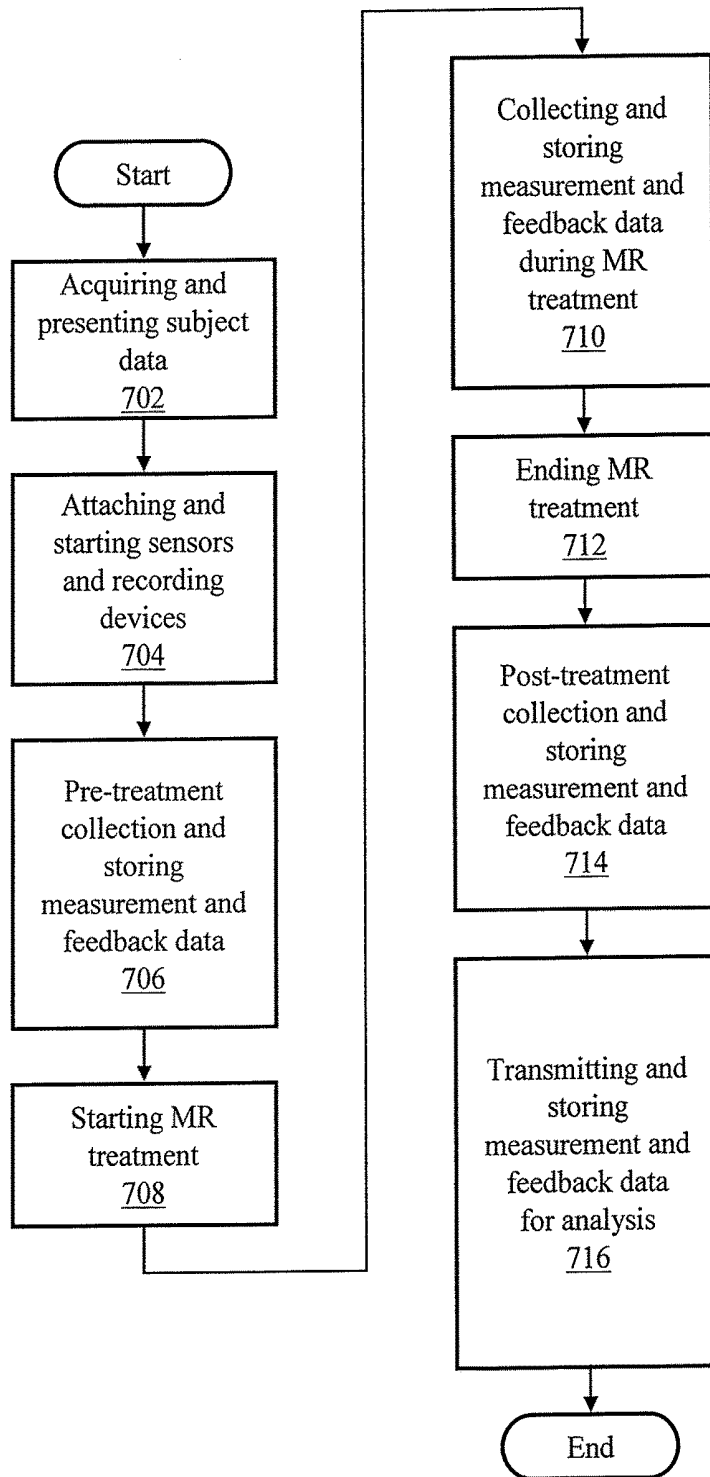 Start
Acquiring and
presenting subject
data
702
Attaching and
starting sensors
and recording
devices
704
Pre-treatment
collection and
storing
measurement and
feedback data
706
Starting MR
treatment
708
Collecting and
storing
measurement and
feedback data
during MR
treatment
710
Ending MR
treatment
712
Post-treatment
collection and
storing
measurement and
feedback data
714
Transmitting and
storing
measurement and
feedback data
for analysis
716
End